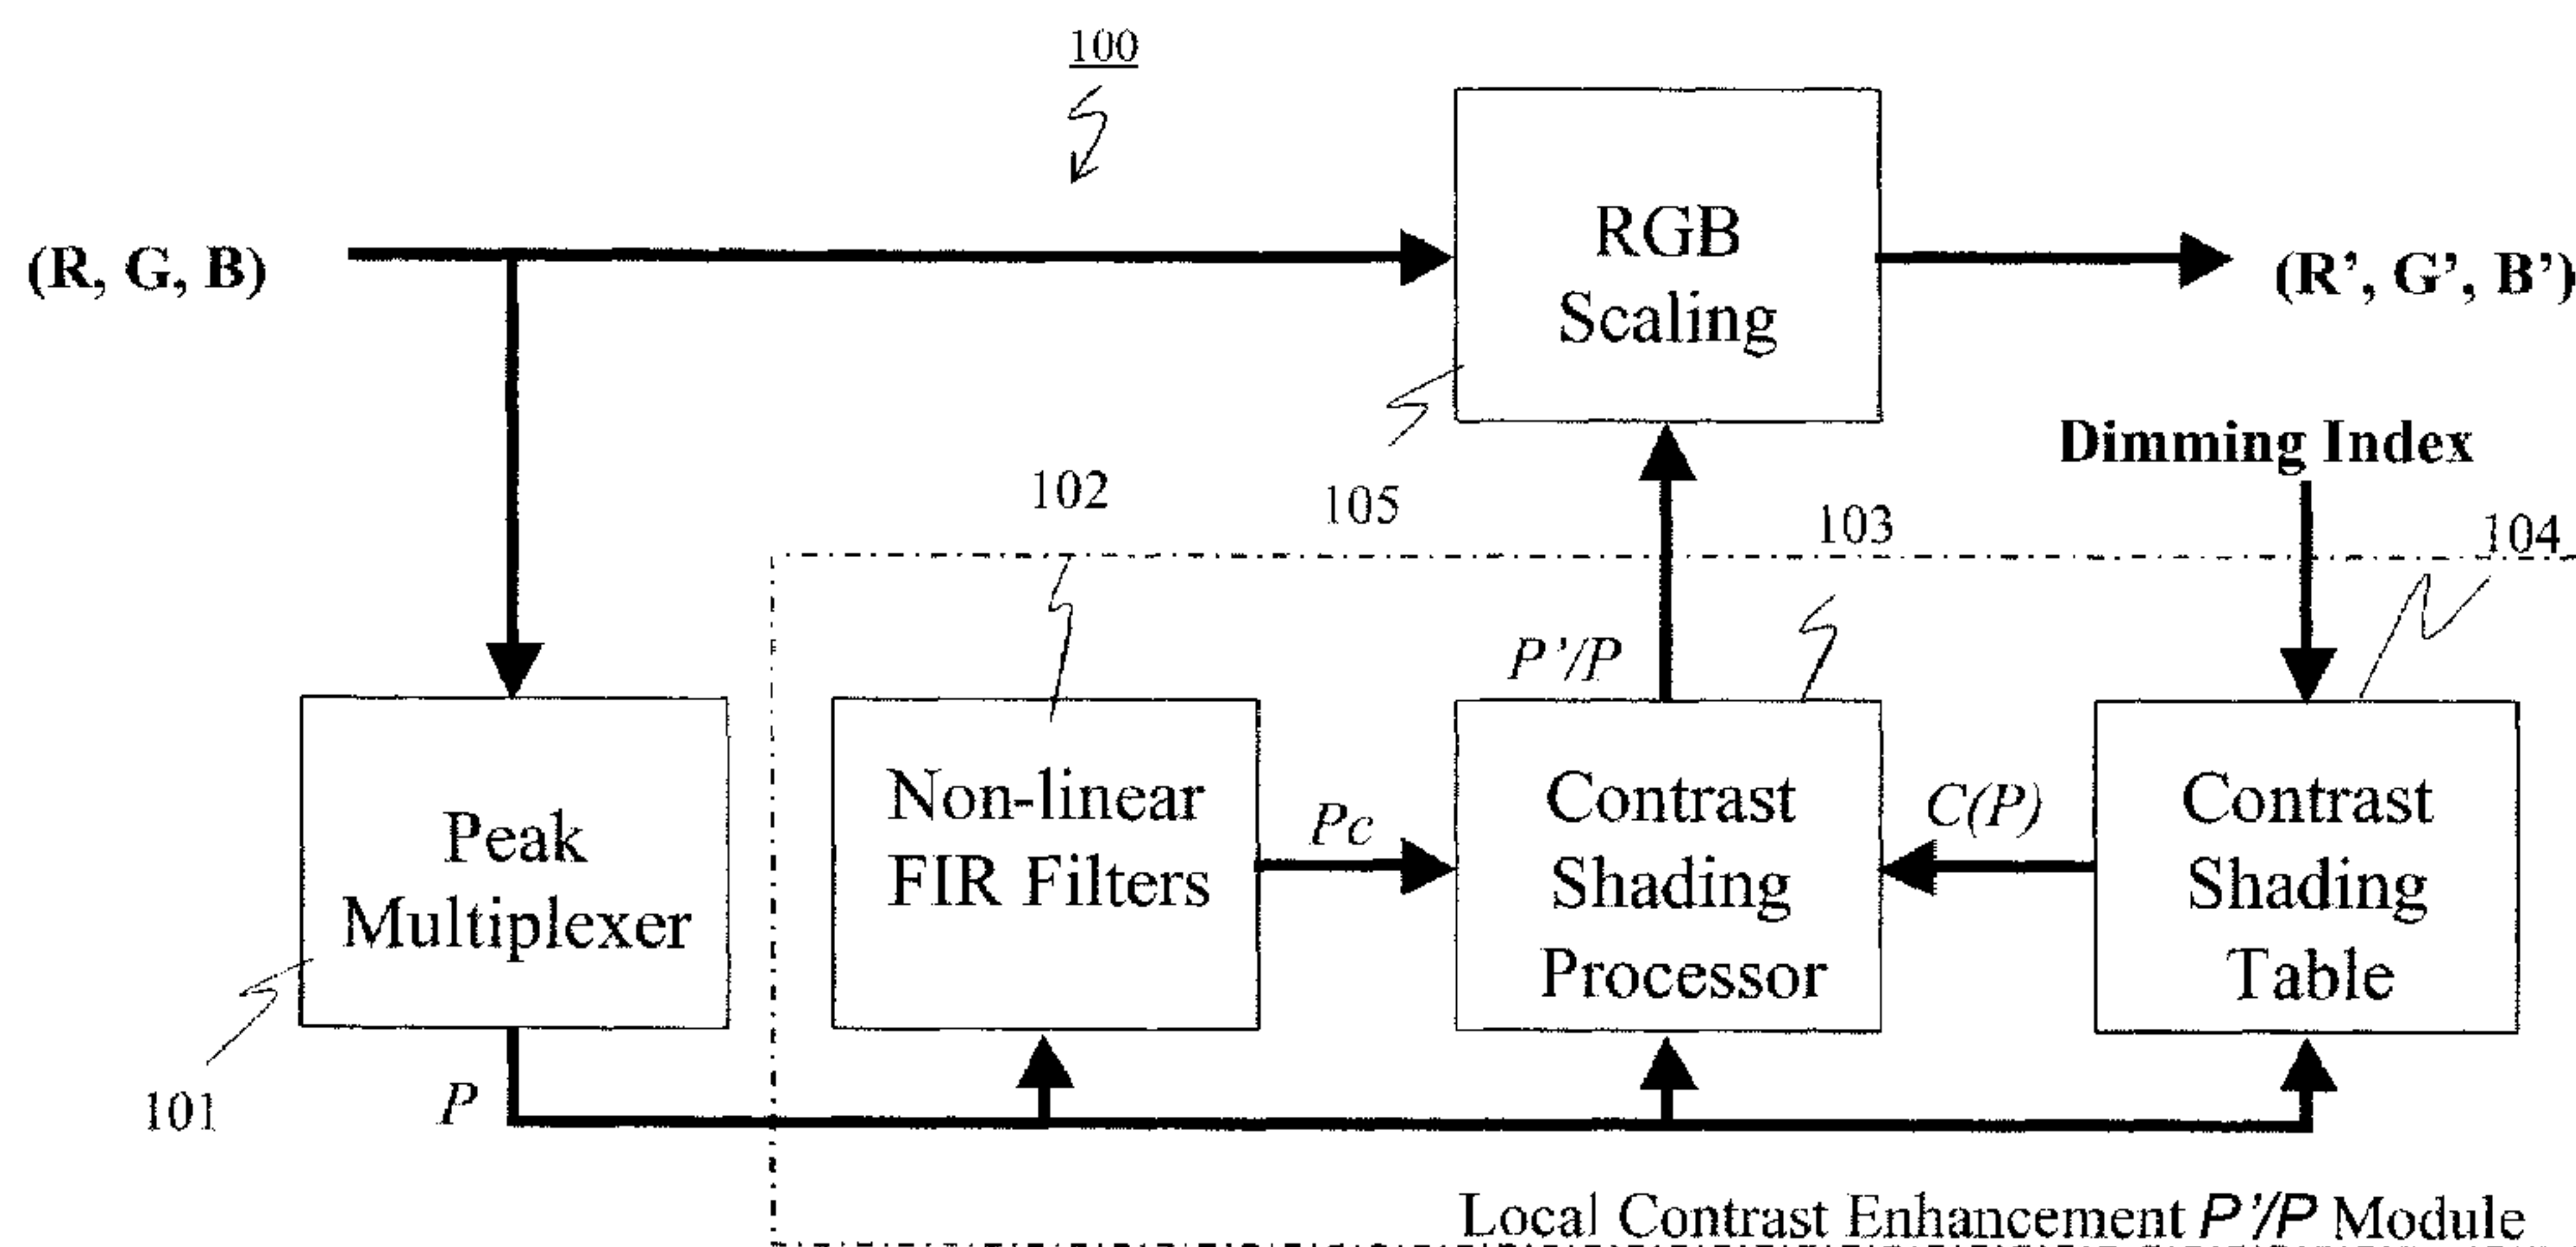 100
(R, G, B)
RGB
Scaling
(R’, G’, B’)
Dimming Index
102
105
103
104
P’/P
Peak
Multiplexer
Non-linear
FIR Filters
Pc
Contrast
Shading
Processor
C(P)
Contrast
Shading
Table
101
P
Local Contrast Enhancement P’/P Module